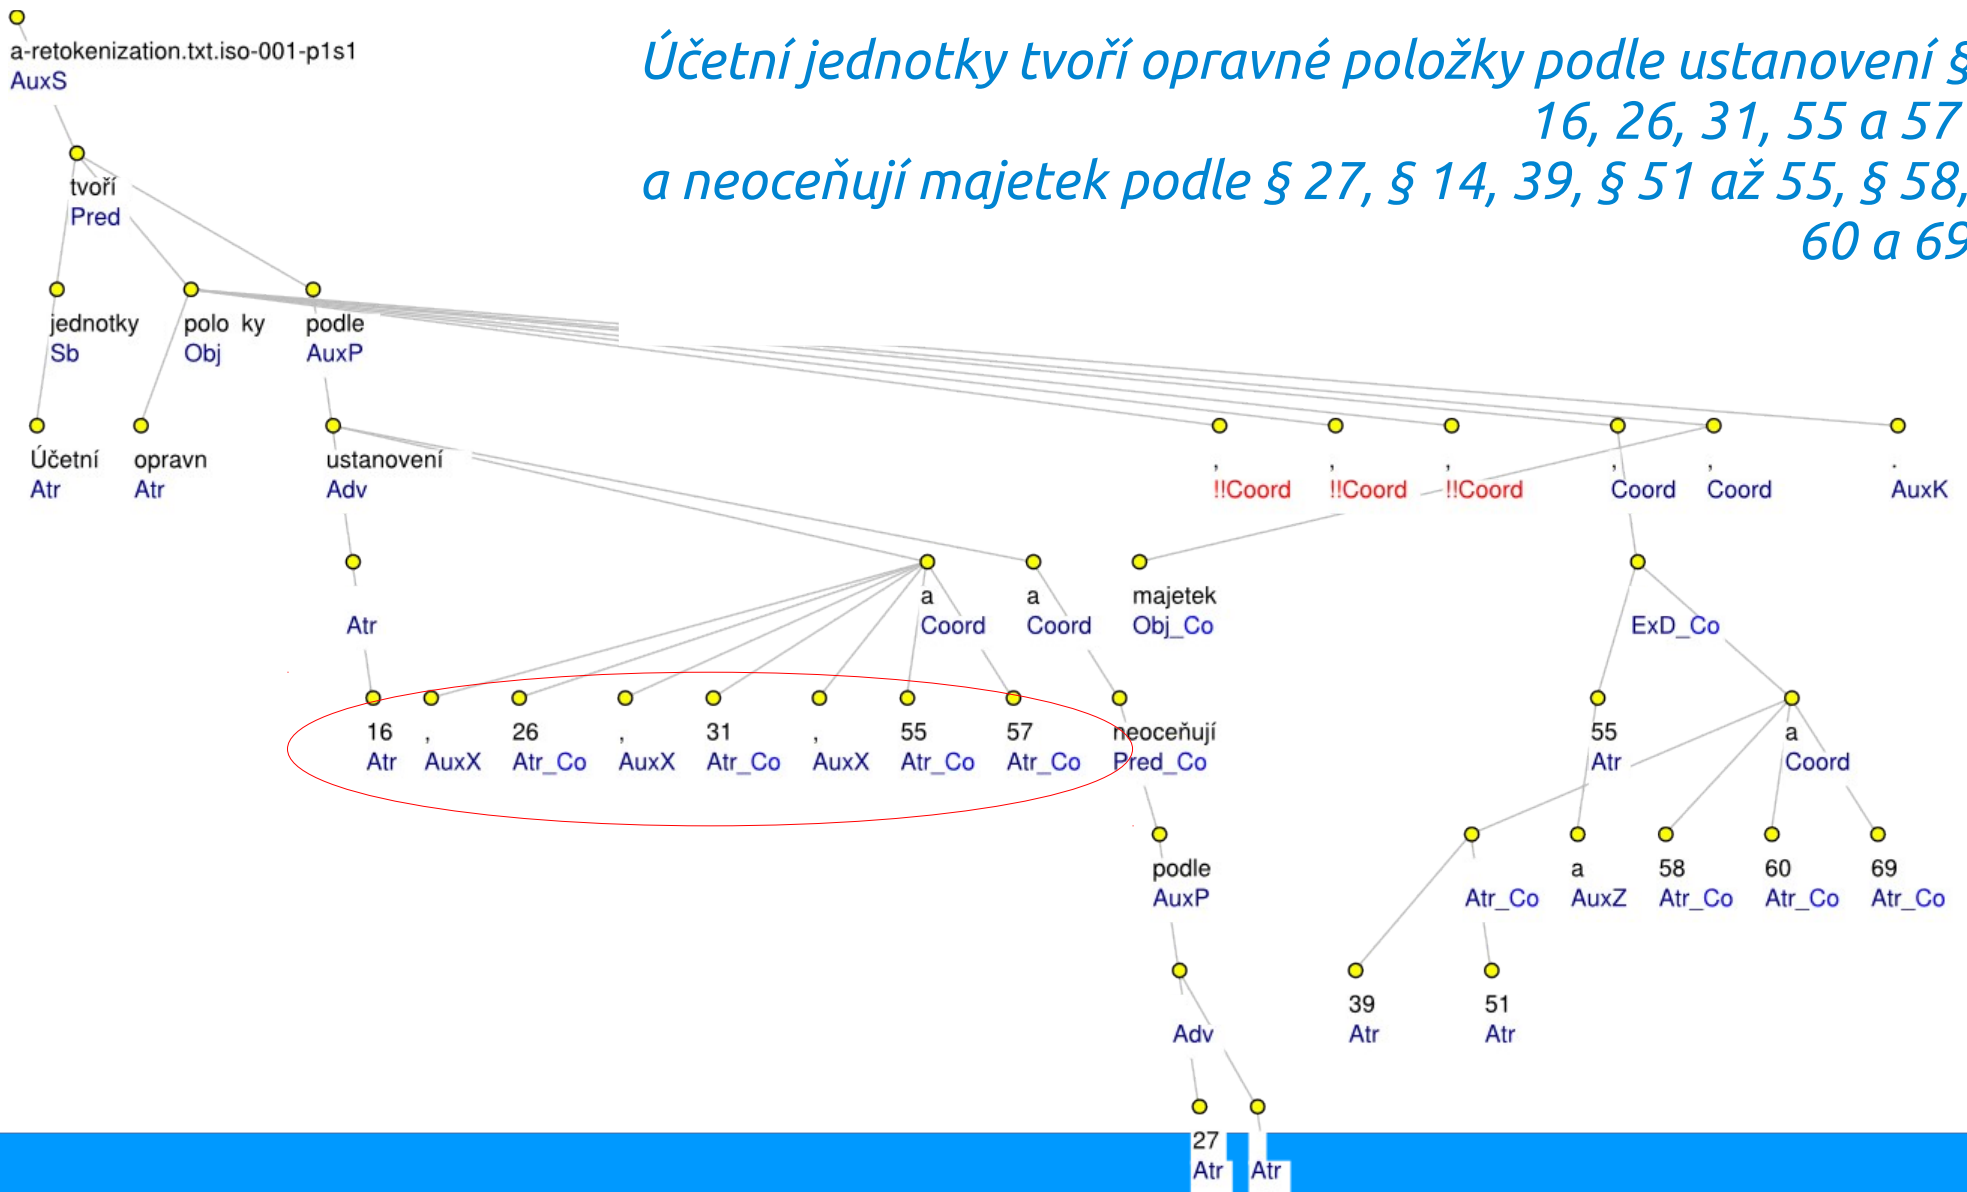 a-retokenization.txt.iso-001-p1s1
AuxS
Účetní jednotky tvoří opravné položky podle ustanovení §
16, 26, 31, 55 a 57
a neoceňují majetek podle § 27, § 14, 39, § 51 až 55, § 58,
60 a 69
tvoří
Pred
jednotky polo ky podle
Sb Obj AuxP
Účetní opravn ustanovení , , , , , .
Atr Atr Adv !!Coord !!Coord !!Coord Coord Coord AuxK
a a majetek
Atr Coord Coord Obj_Co ExD_Co
16 , 26 , 31 , 55 57 neoceňují 55 a
Atr AuxX Atr_Co AuxX Atr_Co AuxX Atr_Co Atr_Co Pred_Co Atr Coord
podle a 58 60 69
AuxP Atr_Co AuxZ Atr_Co Atr_Co Atr_Co
39 51
Adv Atr Atr
27
Atr Atr